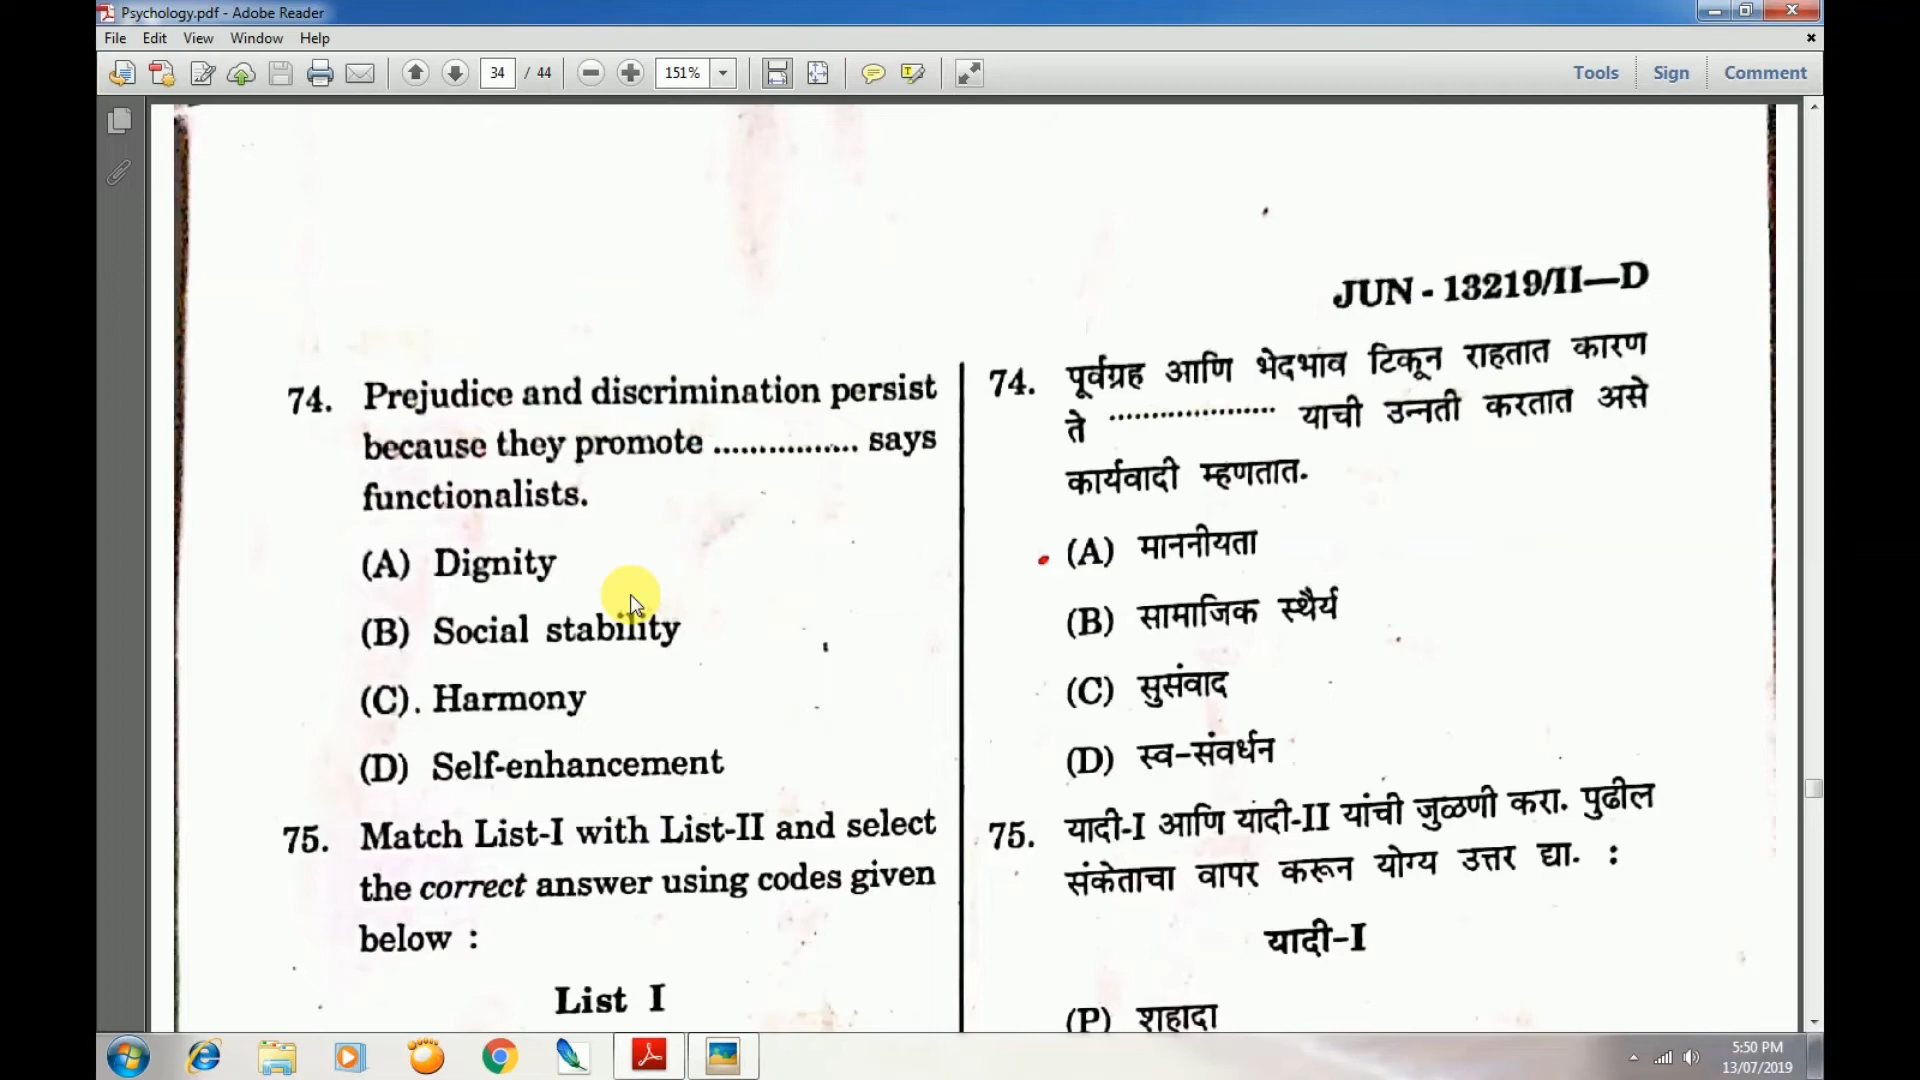 Psychology.pdf - Adobe Reader
File Edit View Window Help
34 / 44 151% Tools Sign Comment
JUN - 13219/II—D
74. Prejudice and discrimination persist
because they promote ................ says
functionalists.
(A) Dignity
(B) Social stability
(C). Harmony
(D) Self-enhancement
75. Match List-I with List-II and select
the correct answer using codes given
below :
List I
74. पूर्वग्रह आणि भेदभाव टिकून राहतात कारण
ते .................... याची उन्नती करतात असे
कार्यवादी म्हणतात.
(A) माननीयता
(B) सामाजिक स्थैर्य
(C) सुसंवाद
(D) स्व-संवर्धन
75. यादी-I आणि यादी-II यांची जुळणी करा. पुढील
संकेताचा वापर करून योग्य उत्तर द्या. :
यादी-I
(P) शहादा
5:50 PM
13/07/2019